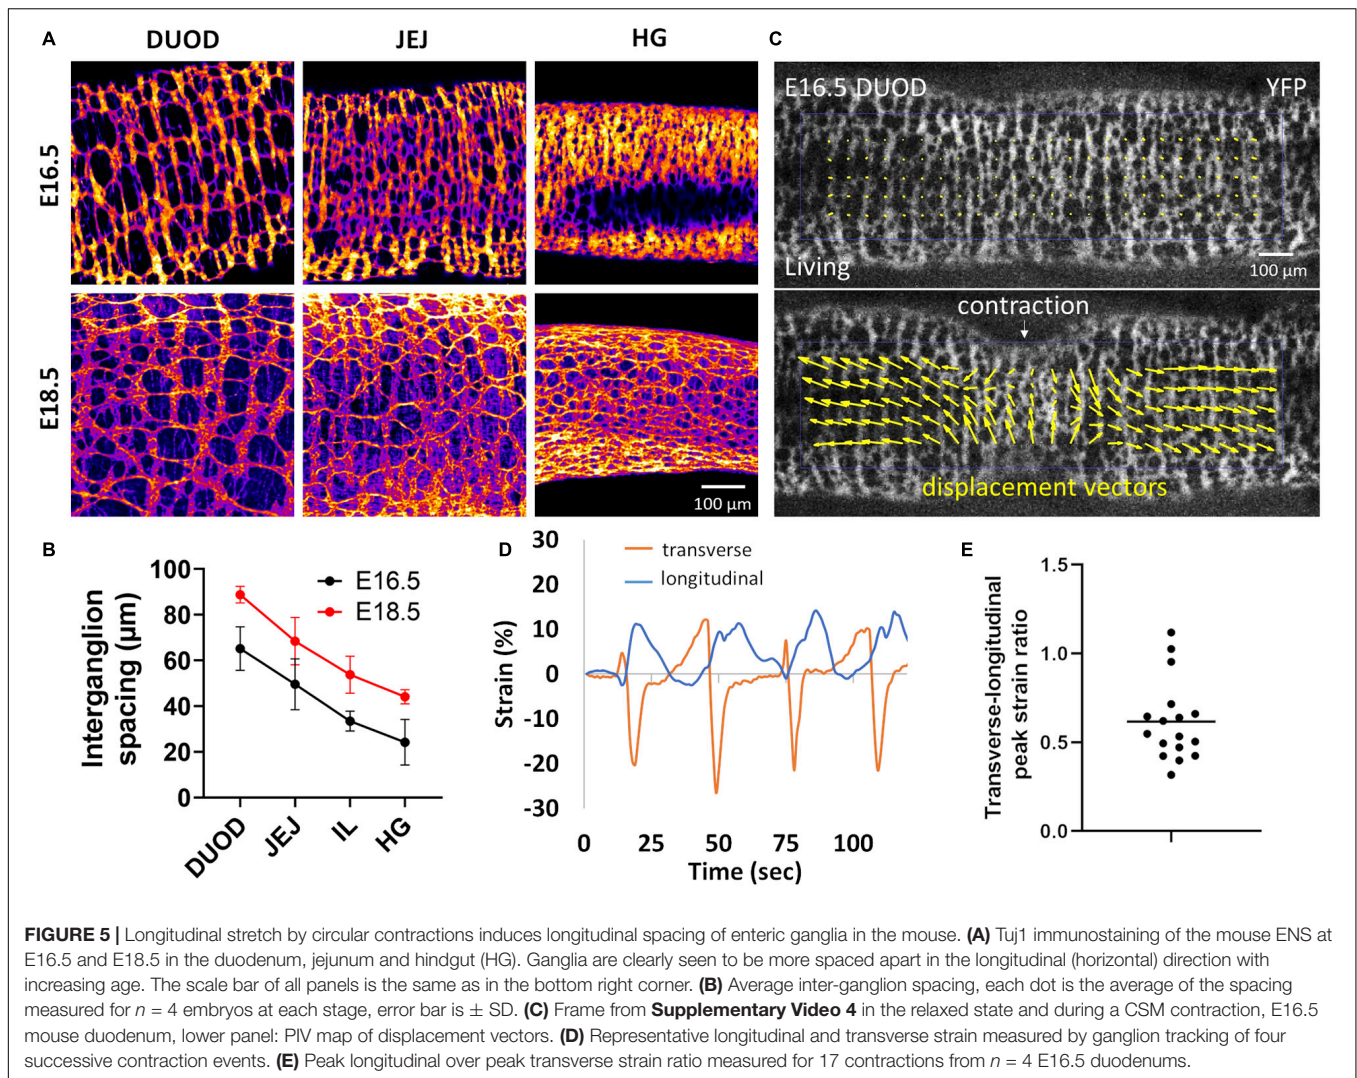 A
DUOD
JEJ
HG
C
E16.5
E18.5
100 µm
E16.5 DUOD
YFP
Living
100 µm
contraction
displacement vectors
B
Interganglion
spacing (µm)
100
80
60
40
20
0
E16.5
E18.5
DUOD
JEJ
IL
HG
D
Strain (%)
30
20
10
0
-10
-20
-30
transverse
longitudinal
0
25
50
75
100
Time (sec)
E
Transverse-longitudinal
peak strain ratio
1.5
1.0
0.5
0.0
FIGURE 5 | Longitudinal stretch by circular contractions induces longitudinal spacing of enteric ganglia in the mouse. (A) Tuj1 immunostaining of the mouse ENS at
E16.5 and E18.5 in the duodenum, jejunum and hindgut (HG). Ganglia are clearly seen to be more spaced apart in the longitudinal (horizontal) direction with
increasing age. The scale bar of all panels is the same as in the bottom right corner. (B) Average inter-ganglion spacing, each dot is the average of the spacing
measured for n = 4 embryos at each stage, error bar is ± SD. (C) Frame from Supplementary Video 4 in the relaxed state and during a CSM contraction, E16.5
mouse duodenum, lower panel: PIV map of displacement vectors. (D) Representative longitudinal and transverse strain measured by ganglion tracking of four
successive contraction events. (E) Peak longitudinal over peak transverse strain ratio measured for 17 contractions from n = 4 E16.5 duodenums.